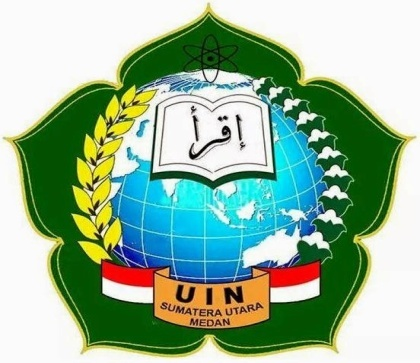 إقرأ
UIN
SUMATERA UTARA
MEDAN